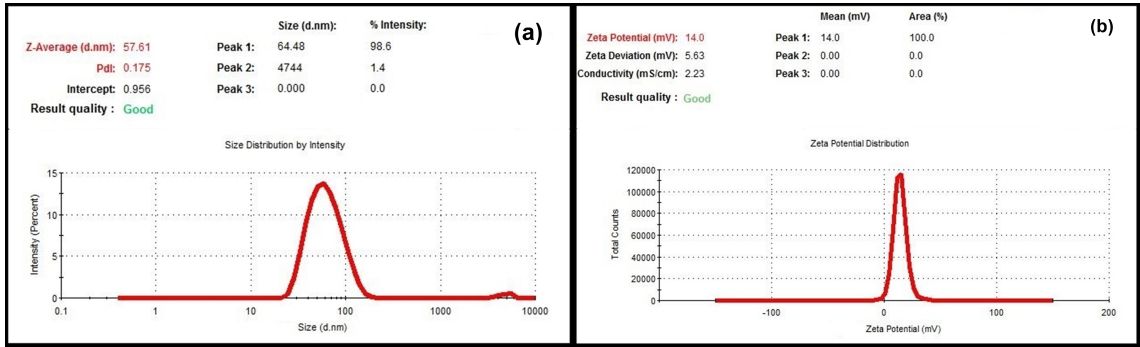 (a)
Size (d.nm): % Intensity:
Z-Average (d.nm): 57.61 Peak 1: 64.48 98.6
PdI: 0.175 Peak 2: 4744 1.4
Intercept: 0.956 Peak 3: 0.000 0.0
Result quality : Good
Size Distribution by Intensity
Intensity (Percent)
15
10
5
0
0.1 1 10 100 1000 10000
Size (d.nm)
(b)
Mean (mV) Area (%)
Zeta Potential (mV): 14.0 Peak 1: 14.0 100.0
Zeta Deviation (mV): 5.63 Peak 2: 0.00 0.0
Conductivity (mS/cm): 2.23 Peak 3: 0.00 0.0
Result quality : Good
Zeta Potential Distribution
Total Counts
120000
100000
80000
60000
40000
20000
0
-100 0 100 200
Zeta Potential (mV)